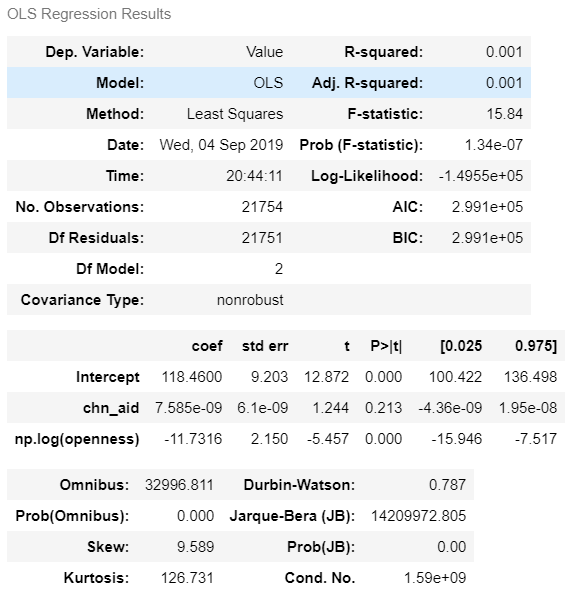 OLS Regression Results
Dep. Variable: Value R-squared: 0.001
Model: OLS Adj. R-squared: 0.001
Method: Least Squares F-statistic: 15.84
Date: Wed, 04 Sep 2019 Prob (F-statistic): 1.34e-07
Time: 20:44:11 Log-Likelihood: -1.4955e+05
No. Observations: 21754 AIC: 2.991e+05
Df Residuals: 21751 BIC: 2.991e+05
Df Model: 2
Covariance Type: nonrobust
coef std err t P>|t| [0.025 0.975]
Intercept 118.4600 9.203 12.872 0.000 100.422 136.498
chn_aid 7.585e-09 6.1e-09 1.244 0.213 -4.36e-09 1.95e-08
np.log(openness) -11.7316 2.150 -5.457 0.000 -15.946 -7.517
Omnibus: 32996.811 Durbin-Watson: 0.787
Prob(Omnibus): 0.000 Jarque-Bera (JB): 14209972.805
Skew: 9.589 Prob(JB): 0.00
Kurtosis: 126.731 Cond. No. 1.59e+09